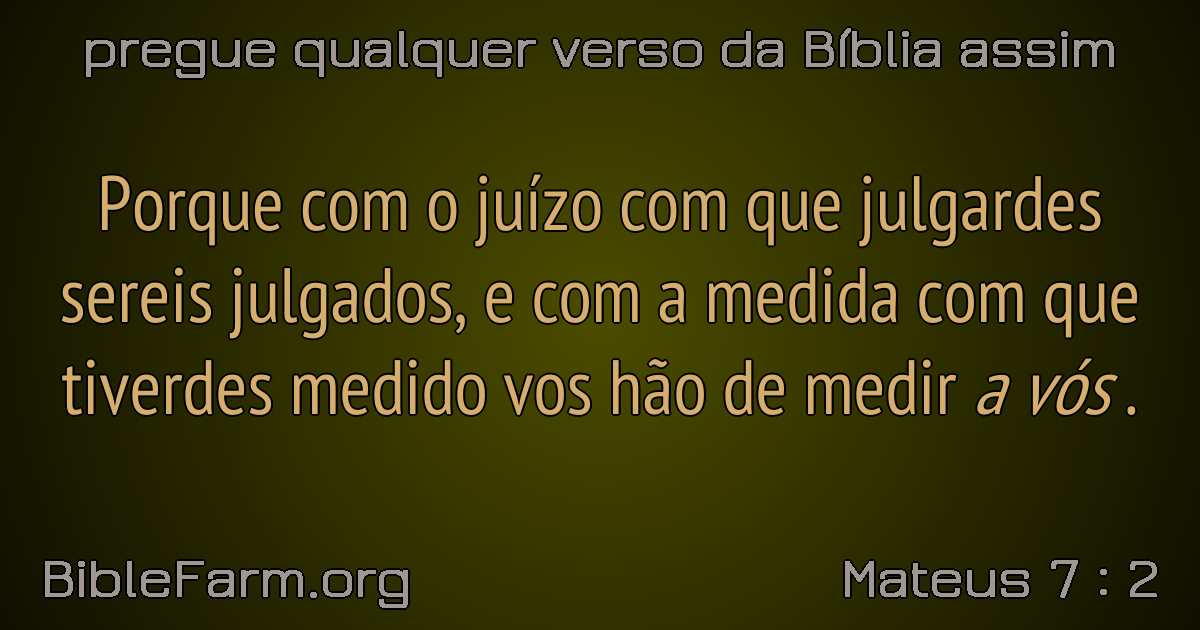 pregue qualquer verso da Bíblia assim
Porque com o juízo com que julgardes
sereis julgados, e com a medida com que
tiverdes medido vos hão de medir a vós .
BibleFarm.org
Mateus 7 : 2